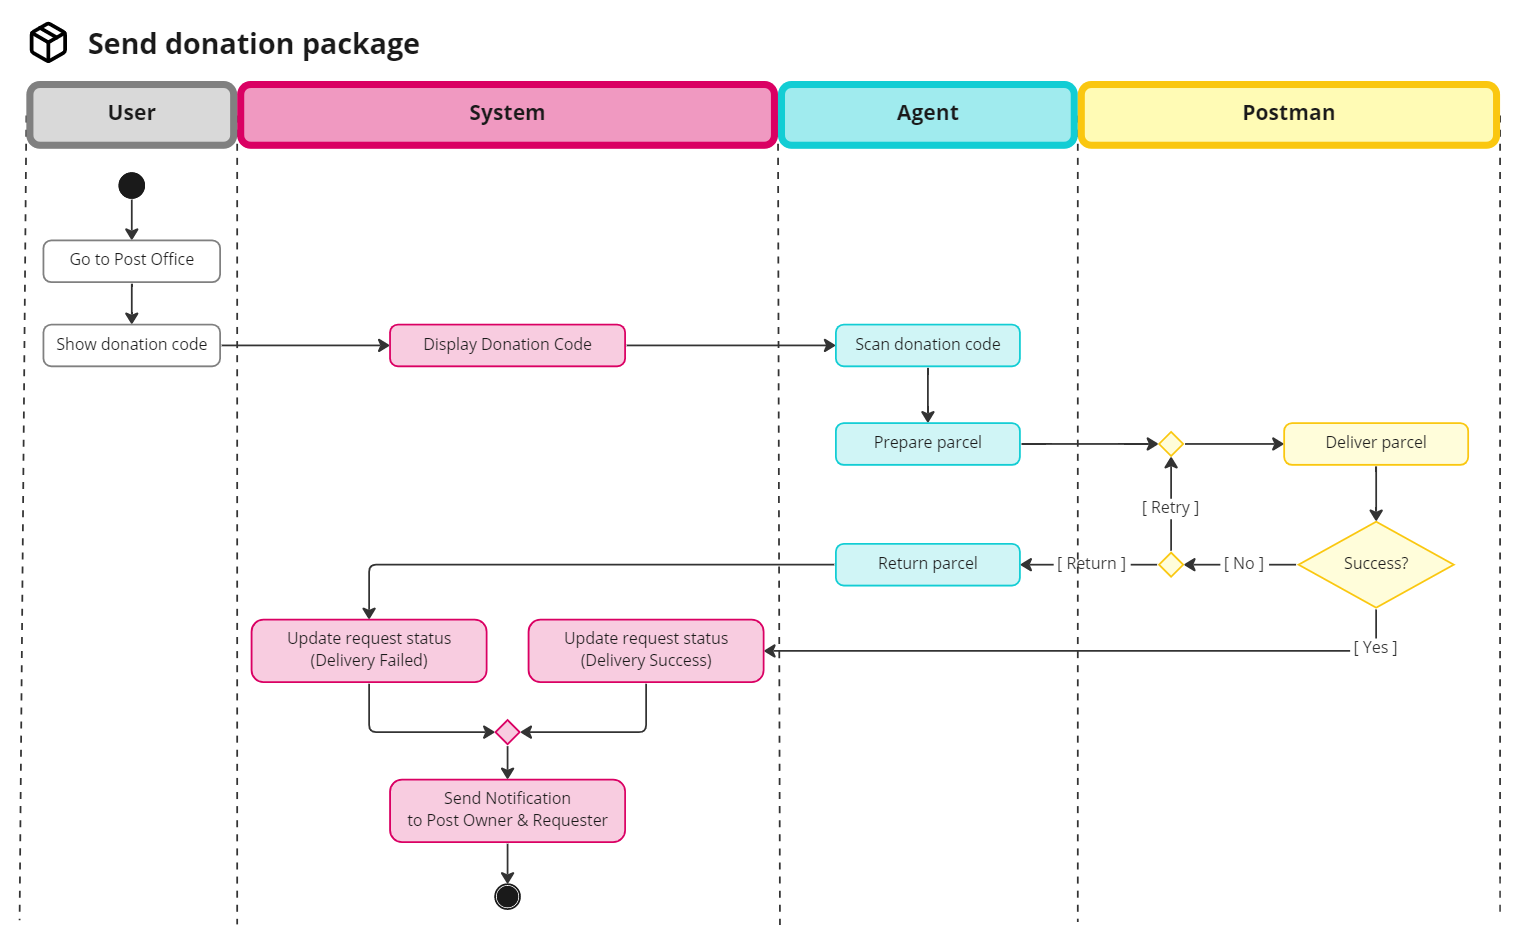 Send donation package
User
System
Agent
Postman
Go to Post Office
Show donation code
Display Donation Code
Scan donation code
Prepare parcel
Deliver parcel
[ Retry ]
Return parcel
[ Return ]
[ No ]
Success?
Update request status
(Delivery Failed)
Update request status
(Delivery Success)
[ Yes ]
Send Notification
to Post Owner & Requester